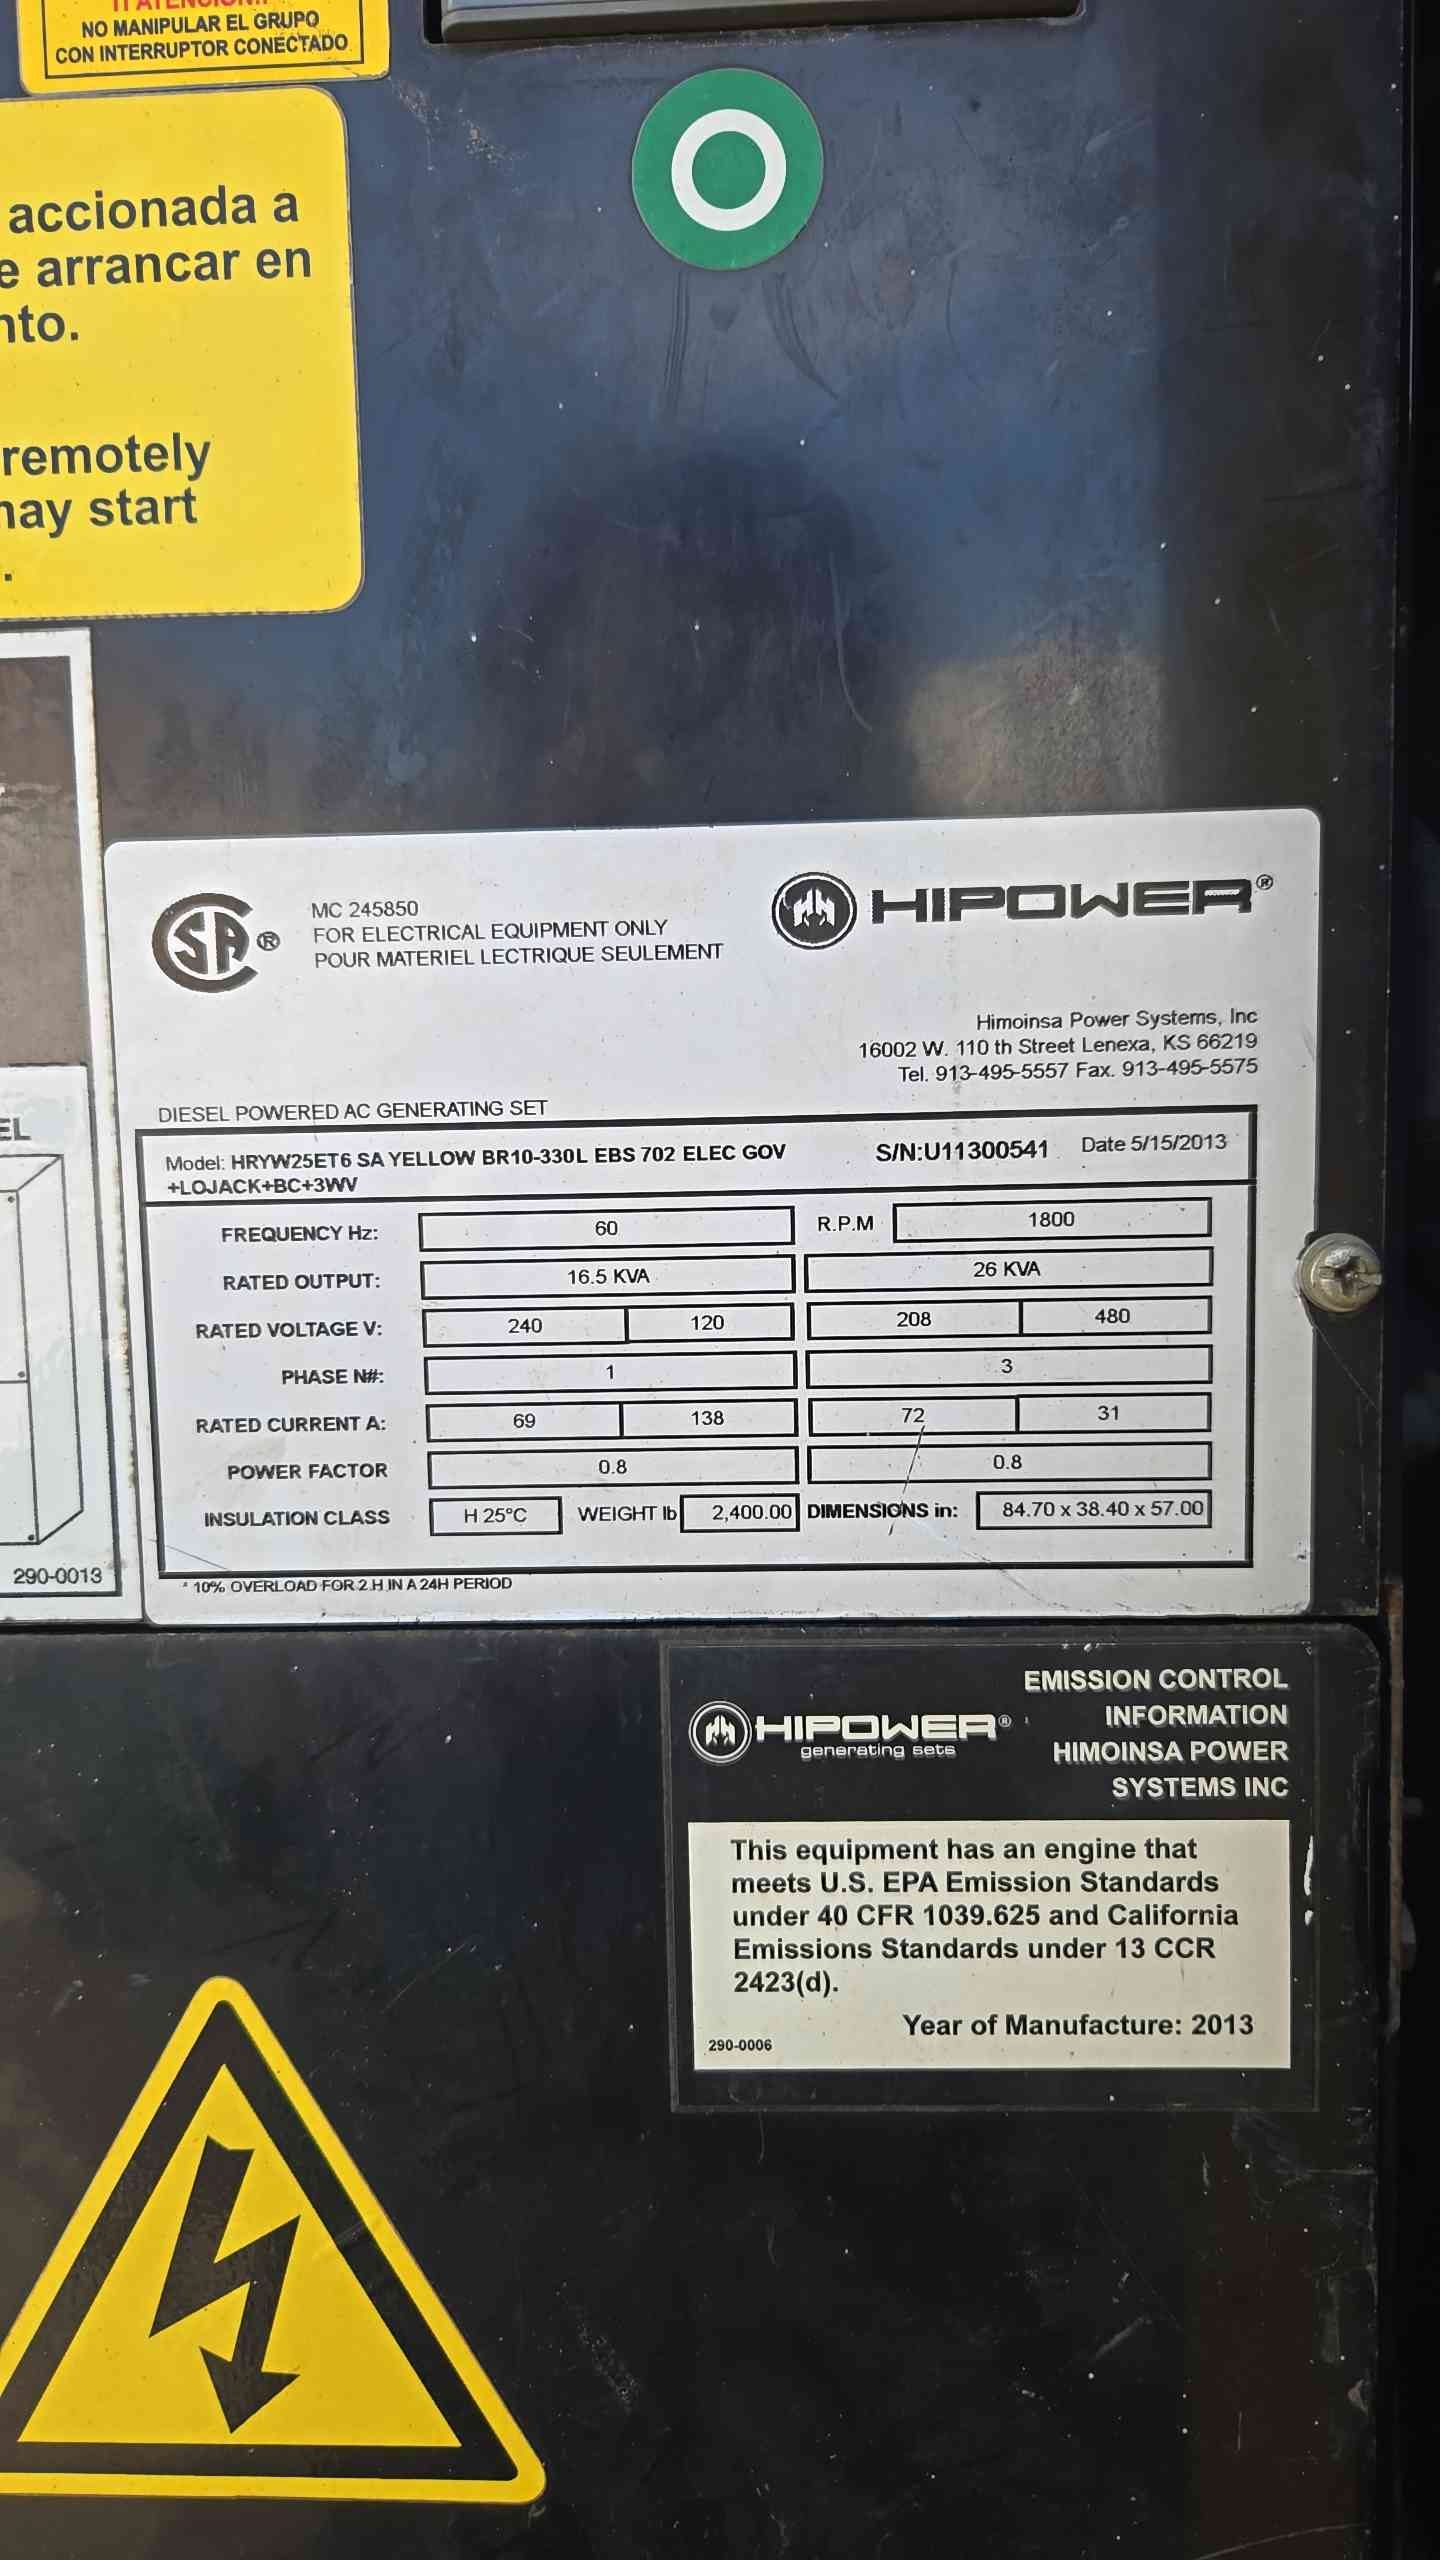 NO MANIPULAR EL GRUPO
CON INTERRUPTOR CONECTADO
accionada a
arrancar en
remotely
start
MC 245850
FOR ELECTRICAL EQUIPMENT ONLY
POUR MATERIEL LECTRIQUE SEULEMENT
HIPOWER®
Himoinsa Power Systems, Inc
16002 W. 110 th Street Lenexa, KS 66219
Tel. 913-495-5557 Fax. 913-495-5575
DIESEL POWERED AC GENERATING SET
Model: HRYW25ET6 SA YELLOW BR10-330L EBS 702 ELEC GOV S/N:U11300541 Date 5/15/2013
+LOJACK+BC+3WV
FREQUENCY Hz: 60 R.P.M 1800
RATED OUTPUT: 16.5 KVA 26 KVA
RATED VOLTAGE V: 240 120 208 480
PHASE N#: 1 3
RATED CURRENT A: 69 138 72 31
POWER FACTOR 0.8 0.8
INSULATION CLASS H 25°C WEIGHT lb 2,400.00 DIMENSIONS in: 84.70 x 38.40 x 57.00
* 10% OVERLOAD FOR 2 H IN A 24H PERIOD
290-0013
HIPOWER®
generating sets
EMISSION CONTROL
INFORMATION
HIMOINSA POWER
SYSTEMS INC
This equipment has an engine that
meets U.S. EPA Emission Standards
under 40 CFR 1039.625 and California
Emissions Standards under 13 CCR
2423(d).
Year of Manufacture: 2013
290-0006